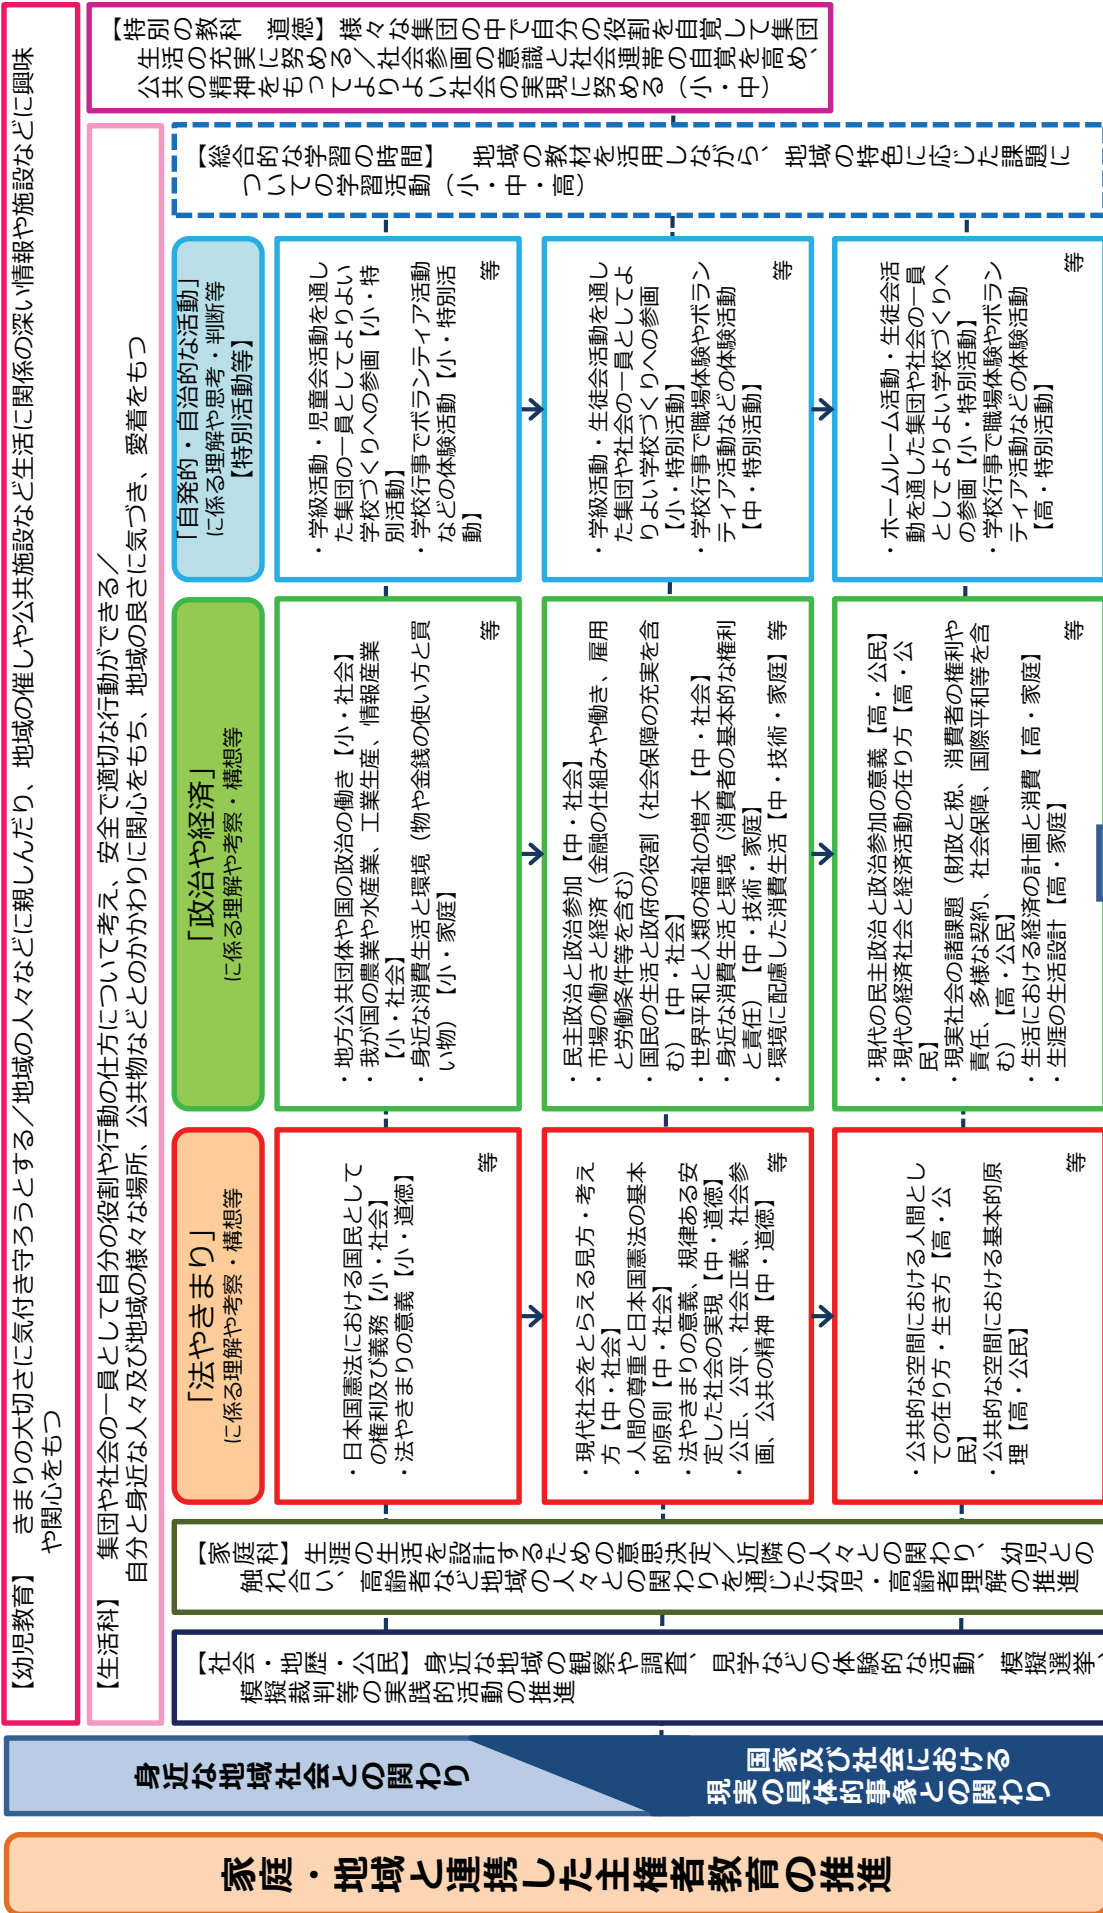 【幼児教育】　きまりの大切さに気付き守ろうとする／地域の人々などに親しんだり、地域の催しや公共施設など生活に関係の深い情報や施設などに興味
や関心をもつ
【生活科】　集団や社会の一員として自分の役割や行動の仕方について考え、安全で適切な行動ができる／
自分と身近な人々及び地域の様々な場所、公共物などとのかかわりに関心をもち、地域の良さに気づき、愛着をもつ
【特別の教科　道徳】様々な集団の中で自分の役割を自覚して集団
生活の充実に努める／社会参画の意識と社会連帯の自覚を高め、
公共の精神をもってよりよい社会の実現に努める（小・中）
家庭・地域と連携した主権者教育の推進
身近な地域社会との関わり
国家及び社会における
現実の具体的事象との関わり
【社会・地歴・公民】身近な地域の観察や調査、見学などの体験的な活動、模擬選挙、
模擬裁判等の実践的活動の推進
【家庭科】生涯の生活を設計するための意思決定／近隣の人々との関わり、幼児との
触れ合い、高齢者など地域の人々との関わりを通じた幼児・高齢者理解の推進
「法やきまり」
に係る理解や考察・構想等
・日本国憲法における国民として
の権利及び義務【小・社会】
・法やきまりの意義【小・道徳】
等
・現代社会をとらえる見方・考え
方【中・社会】
・人間の尊重と日本国憲法の基本
的原則【中・社会】
・法やきまりの意義、規律ある安
定した社会の実現【中・道徳】
・公正、公平、社会正義、社会参
画、公共の精神【中・道徳】
等
・公共的な空間における人間とし
ての在り方・生き方【高・公
民】
・公共的な空間における基本的原
理【高・公民】
等
「政治や経済」
に係る理解や考察・構想等
・地方公共団体や国の政治の働き【小・社会】
・我が国の農業や水産業、工業生産、情報産業
【小・社会】
・身近な消費生活と環境（物や金銭の使い方と買
い物）【小・家庭】
等
・民主政治と政治参加【中・社会】
・市場の働きと経済（金融の仕組みや働き、雇用
と労働条件等を含む）
・国民の生活と政府の役割（社会保障の充実を含
む）【中・社会】
・世界平和と人類の福祉の増大【中・社会】
・身近な消費生活と環境（消費者の基本的な権利
と責任）【中・技術・家庭】
・環境に配慮した消費生活【中・技術・家庭】等
・現代の民主政治と政治参加の意義【高・公民】
・現代の経済社会と経済活動の在り方【高・公
民】
・現実社会の諸課題（財政と税、消費者の権利や
責任、多様な契約、社会保障、国際平和等を含
む）【高・公民】
・生活における経済の計画と消費【高・家庭】
・生涯の生活設計【高・家庭】
等
「自発的・自治的な活動」
に係る理解や思考・判断等
【特別活動等】
・学級活動・児童会活動を通し
た集団の一員としてよりよい
学校づくりへの参画【小・特
別活動】
・学校行事でボランティア活動
などの体験活動【小・特別活
動】
等
・学級活動・生徒会活動を通し
た集団や社会の一員としてよ
りよい学校づくりへの参画
【小・特別活動】
・学校行事で職場体験やボラン
ティア活動などの体験活動
【中・特別活動】
等
・ホームルーム活動・生徒会活
動を通した集団や社会の一員
としてよりよい学校づくりへ
の参画【小・特別活動】
・学校行事で職場体験やボラン
ティア活動などの体験活動
【高・特別活動】
等
【総合的な学習の時間】　地域の教材を活用しながら、地域の特色に応じた課題に
ついての学習活動（小・中・高）